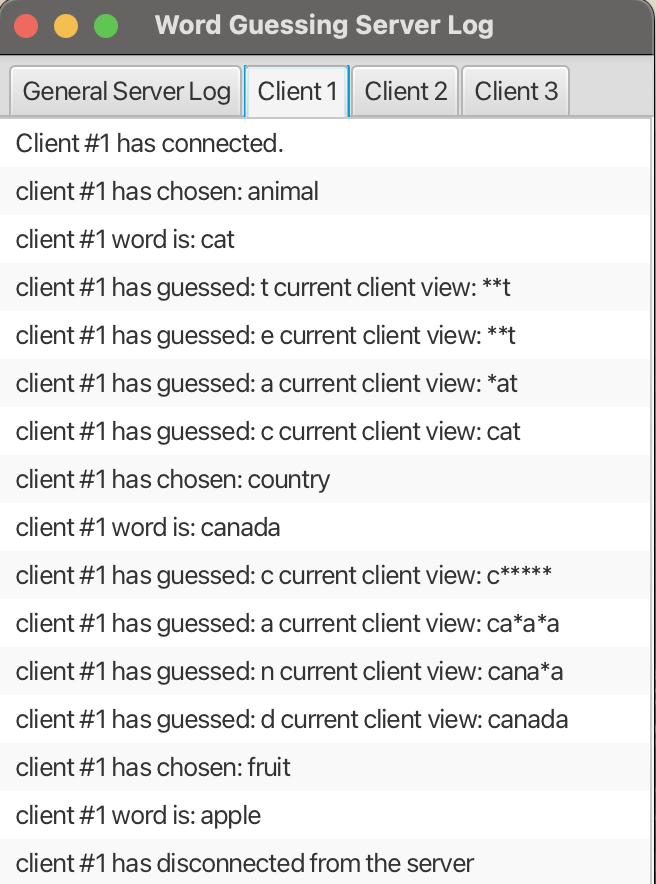 Word Guessing Server Log
General Server Log Client 1 Client 2 Client 3
Client #1 has connected.
client #1 has chosen: animal
client #1 word is: cat
client #1 has guessed: t current client view: **t
client #1 has guessed: e current client view: **t
client #1 has guessed: a current client view: *at
client #1 has guessed: c current client view: cat
client #1 has chosen: country
client #1 word is: canada
client #1 has guessed: c current client view: c*****
client #1 has guessed: a current client view: ca*a*a
client #1 has guessed: n current client view: cana*a
client #1 has guessed: d current client view: canada
client #1 has chosen: fruit
client #1 word is: apple
client #1 has disconnected from the server